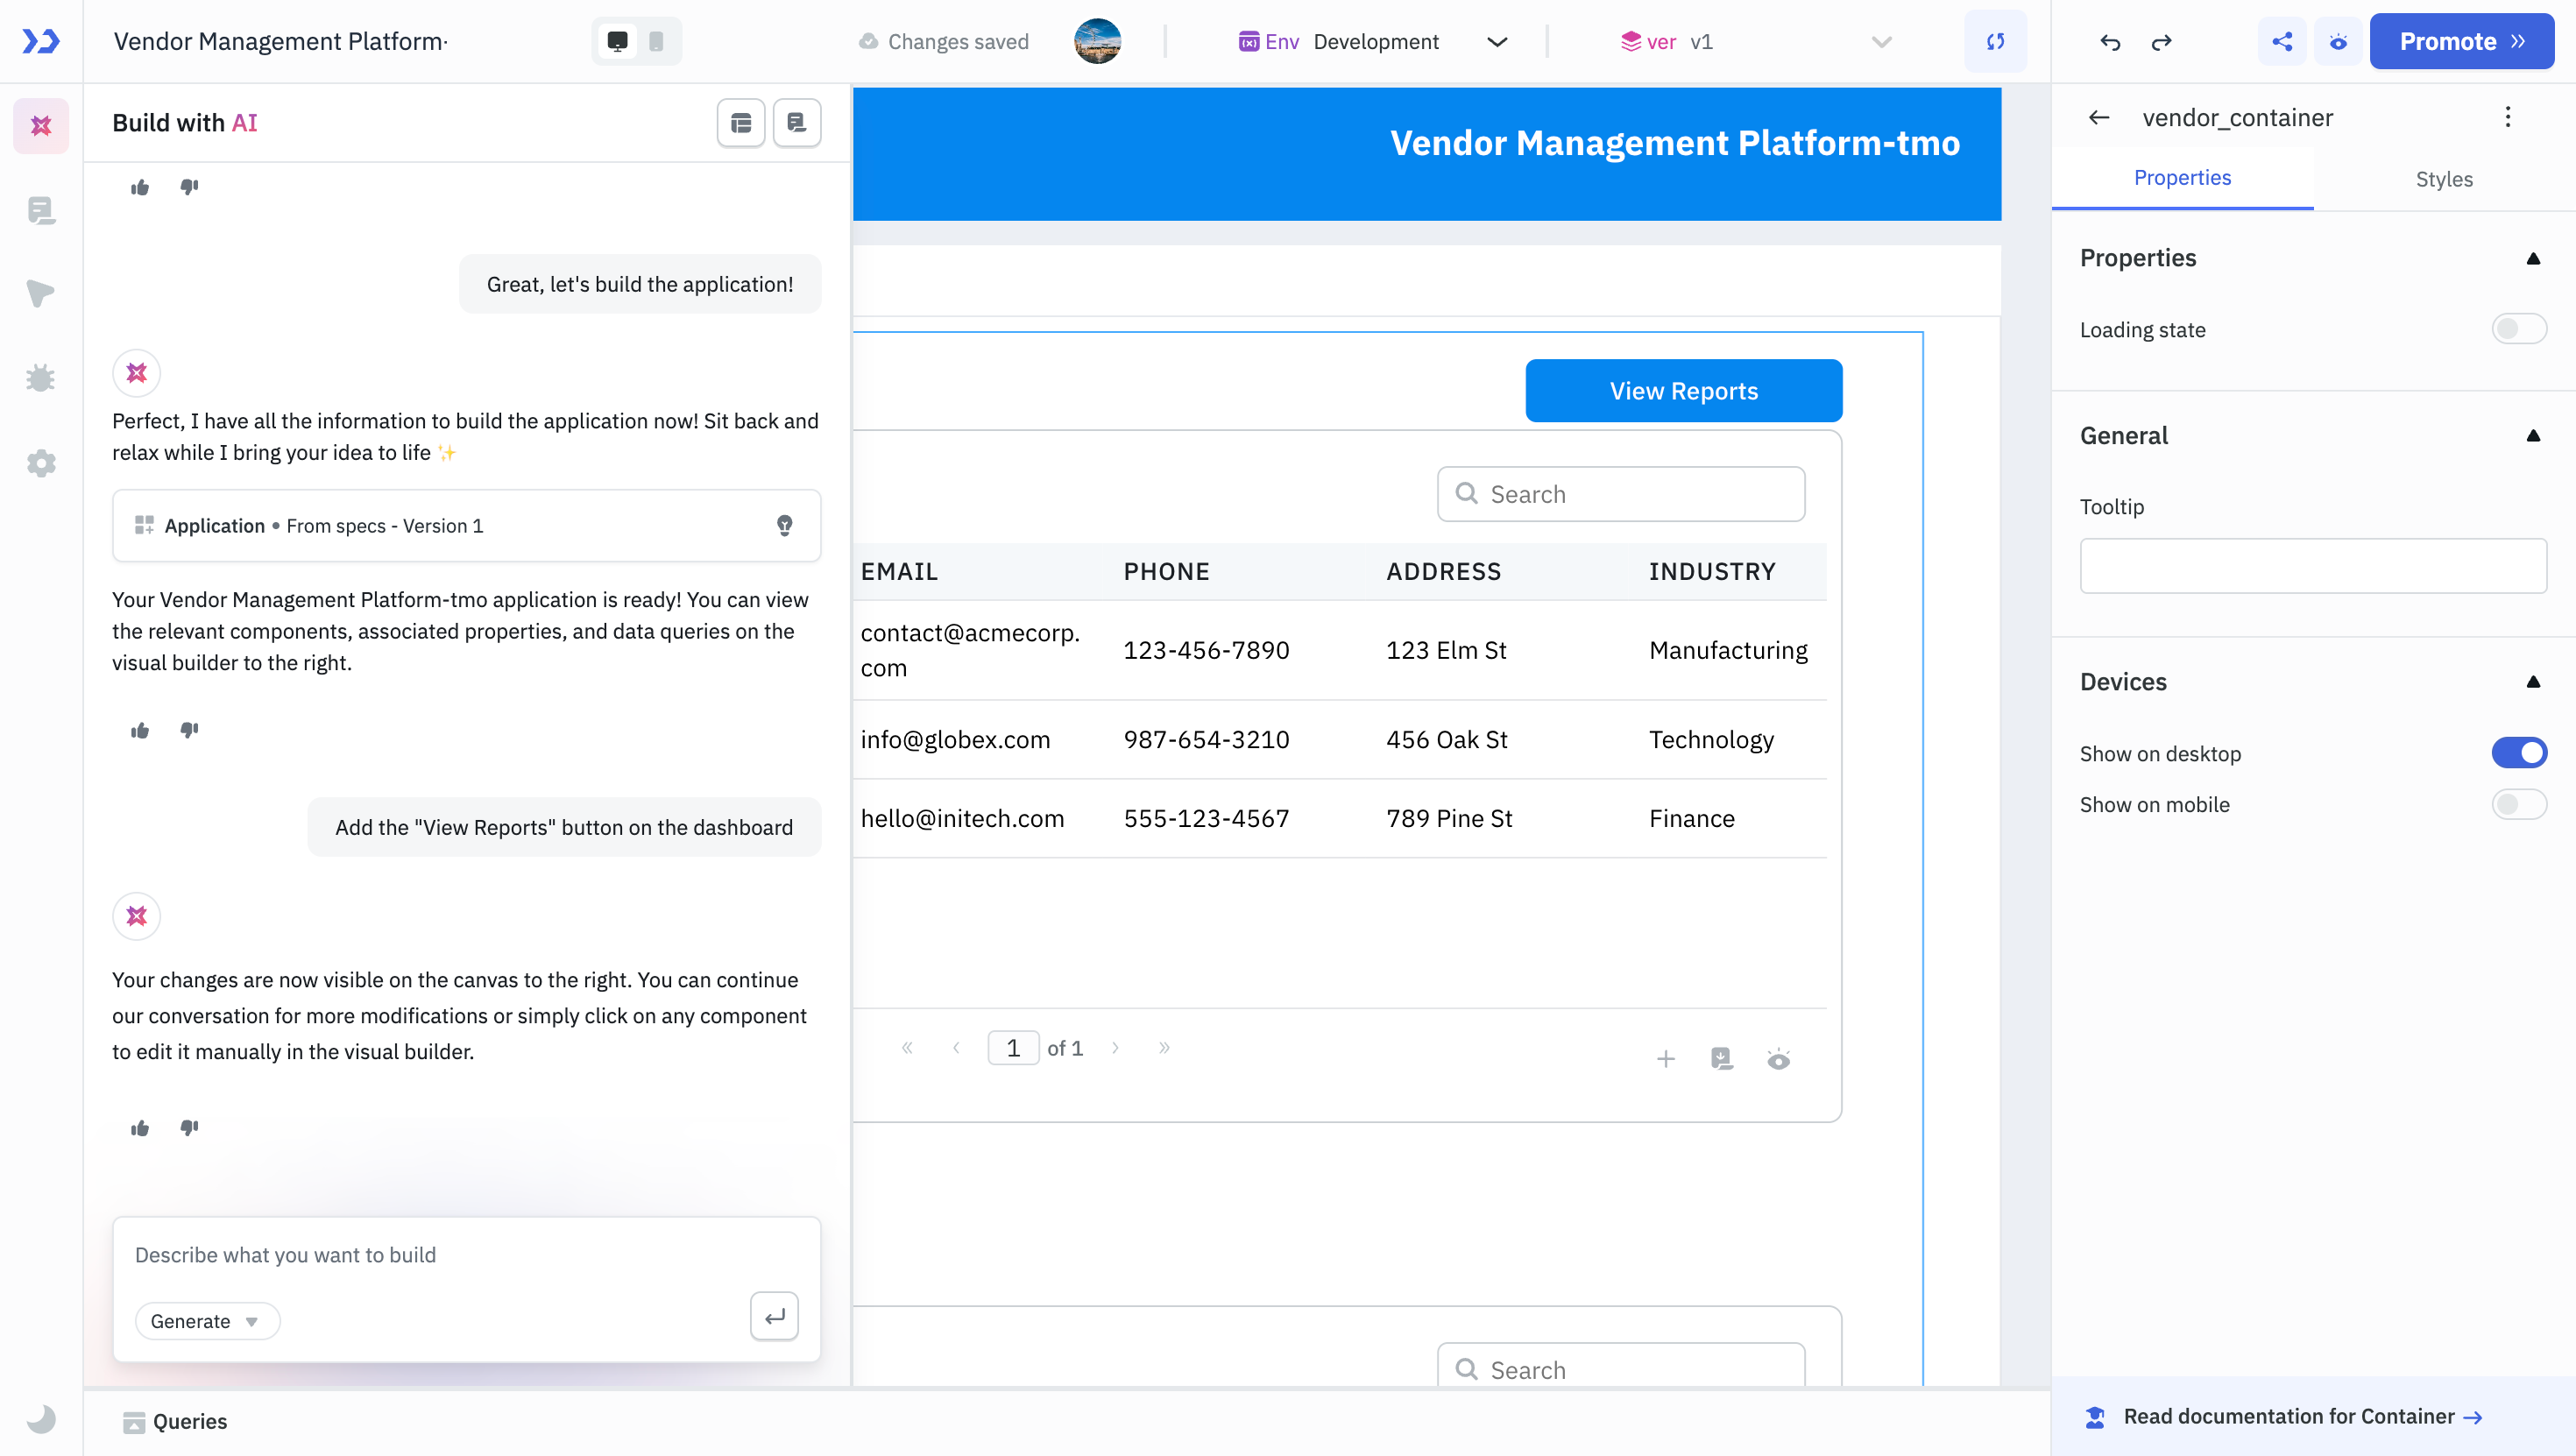 Vendor Management Platform-
Changes saved
Env Development
ver v1
Promote
Build with AI
Great, let's build the application!
Perfect, I have all the information to build the application now! Sit back and
relax while I bring your idea to life ✨
Application • From specs - Version 1
Your Vendor Management Platform-tmo application is ready! You can view
the relevant components, associated properties, and data queries on the
visual builder to the right.
Add the "View Reports" button on the dashboard
Your changes are now visible on the canvas to the right. You can continue
our conversation for more modifications or simply click on any component
to edit it manually in the visual builder.
Describe what you want to build
Generate
Queries
Vendor Management Platform-tmo
View Reports
Search
EMAIL PHONE ADDRESS INDUSTRY
contact@acmecorp.
com
123-456-7890 123 Elm St Manufacturing
info@globex.com 987-654-3210 456 Oak St Technology
hello@initech.com 555-123-4567 789 Pine St Finance
« ‹ 1 of 1 › »
Search
vendor_container
Properties Styles
Properties
Loading state
General
Tooltip
Devices
Show on desktop
Show on mobile
Read documentation for Container →